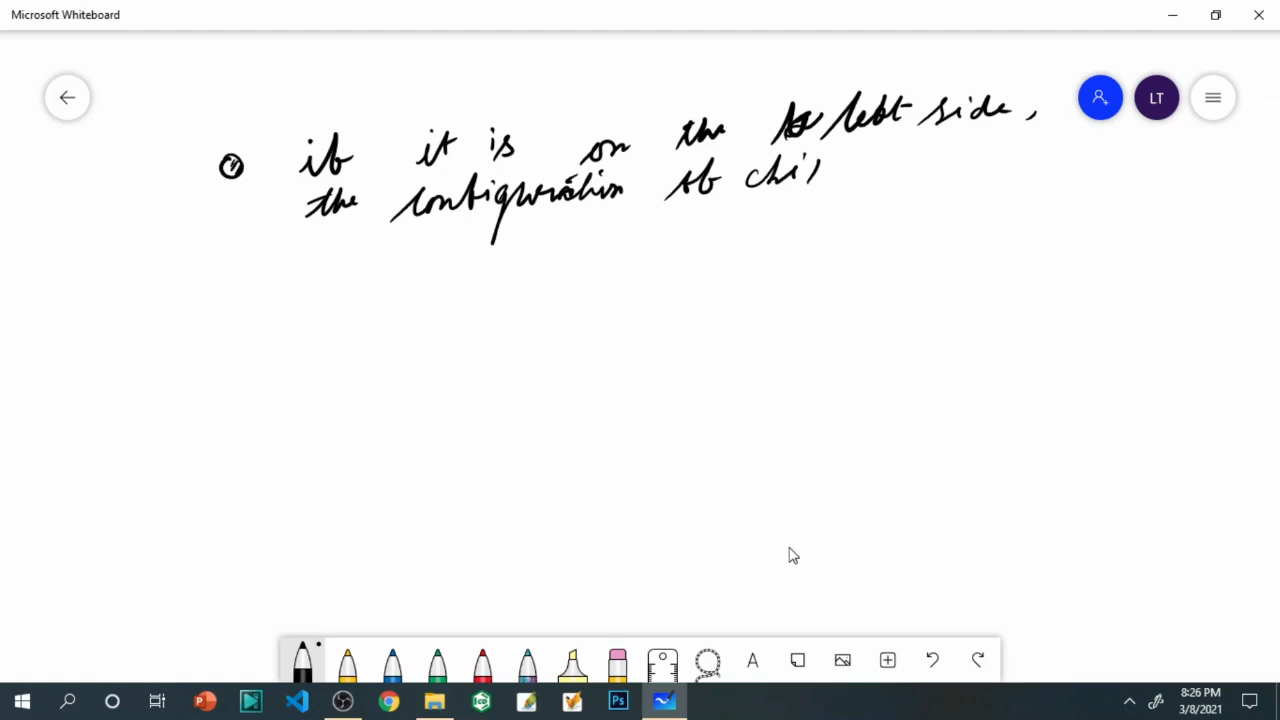 Microsoft Whiteboard
LT
if it is on the left side,
the configuration of chi
A
Ps
8:26 PM
3/8/2021